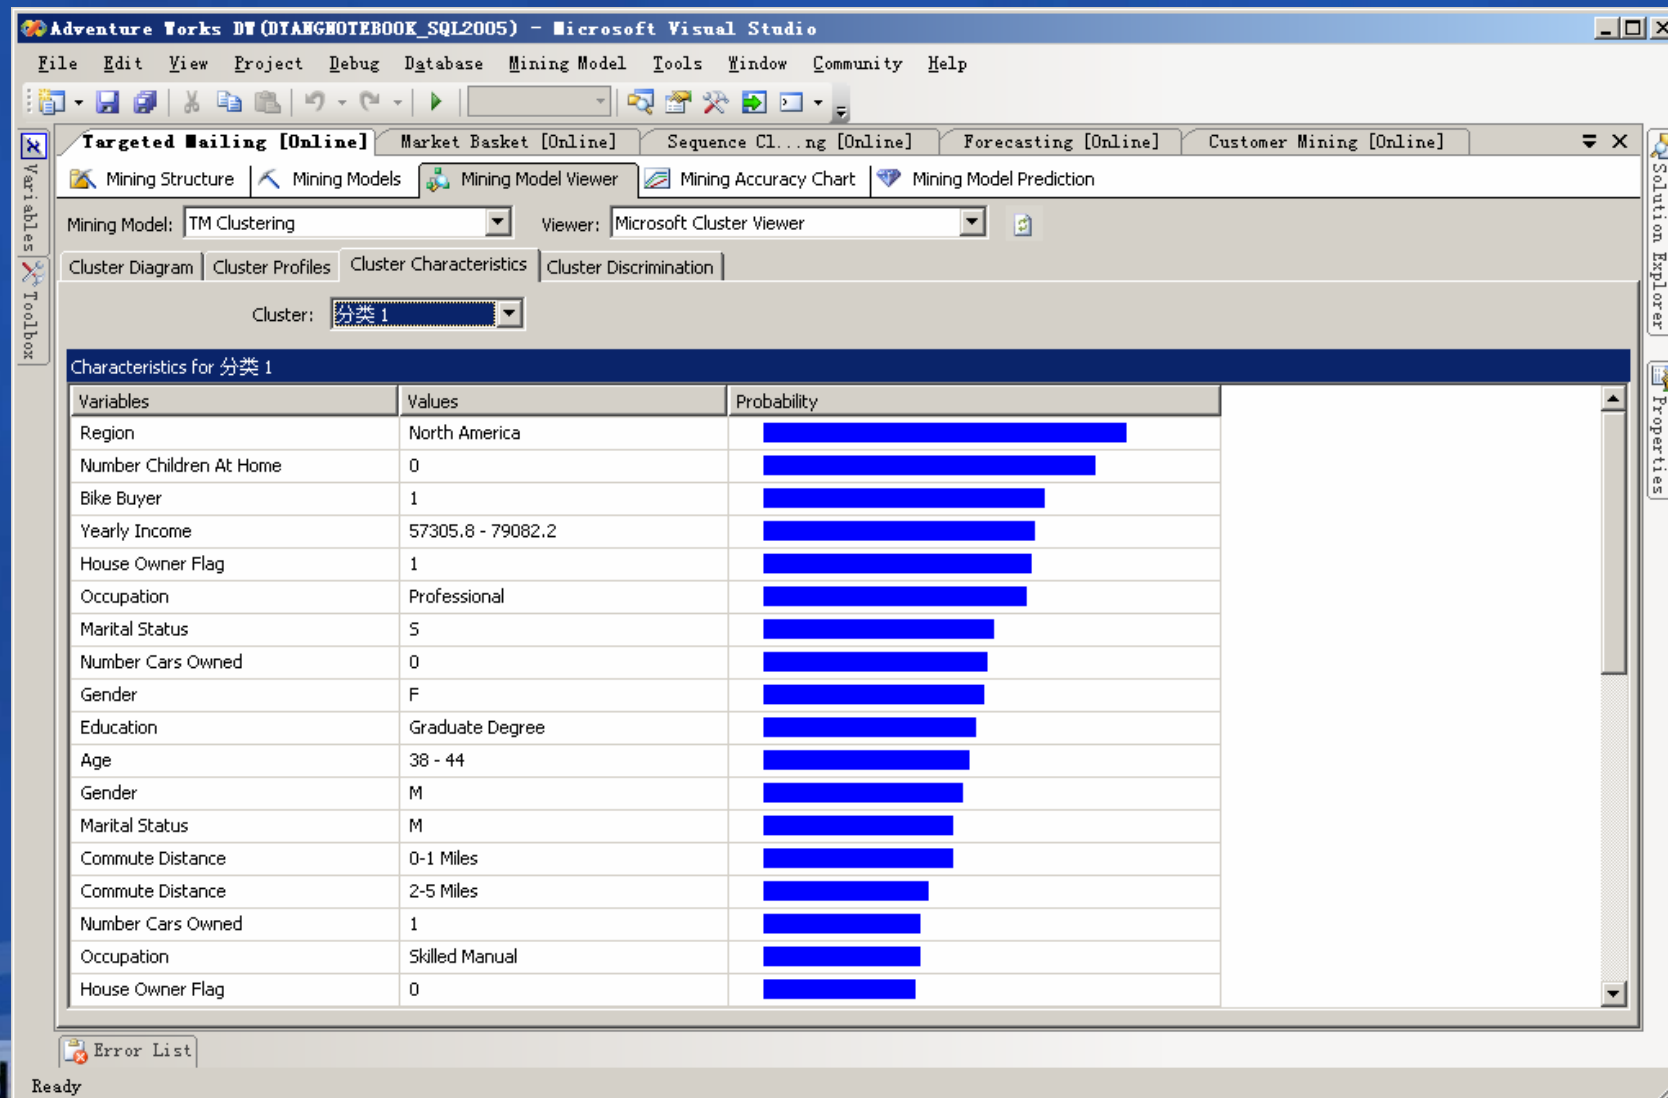 Adventure Works DW(DYANGNOTEBOOK_SQL2005) - Microsoft Visual Studio
File Edit View Project Debug Database Mining Model Tools Window Community Help
Targeted Mailing [Online] Market Basket [Online] Sequence Cl...ng [Online] Forecasting [Online] Customer Mining [Online]
Mining Structure Mining Models Mining Model Viewer Mining Accuracy Chart Mining Model Prediction
Mining Model: TM Clustering Viewer: Microsoft Cluster Viewer
Cluster Diagram Cluster Profiles Cluster Characteristics Cluster Discrimination
Cluster: 分类 1
Characteristics for 分类 1
Variables Values Probability
Region North America
Number Children At Home 0
Bike Buyer 1
Yearly Income 57305.8 - 79082.2
House Owner Flag 1
Occupation Professional
Marital Status S
Number Cars Owned 0
Gender F
Education Graduate Degree
Age 38 - 44
Gender M
Marital Status M
Commute Distance 0-1 Miles
Commute Distance 2-5 Miles
Number Cars Owned 1
Occupation Skilled Manual
House Owner Flag 0
Error List
Ready
Variables
Toolbox
Solution Explorer
Properties